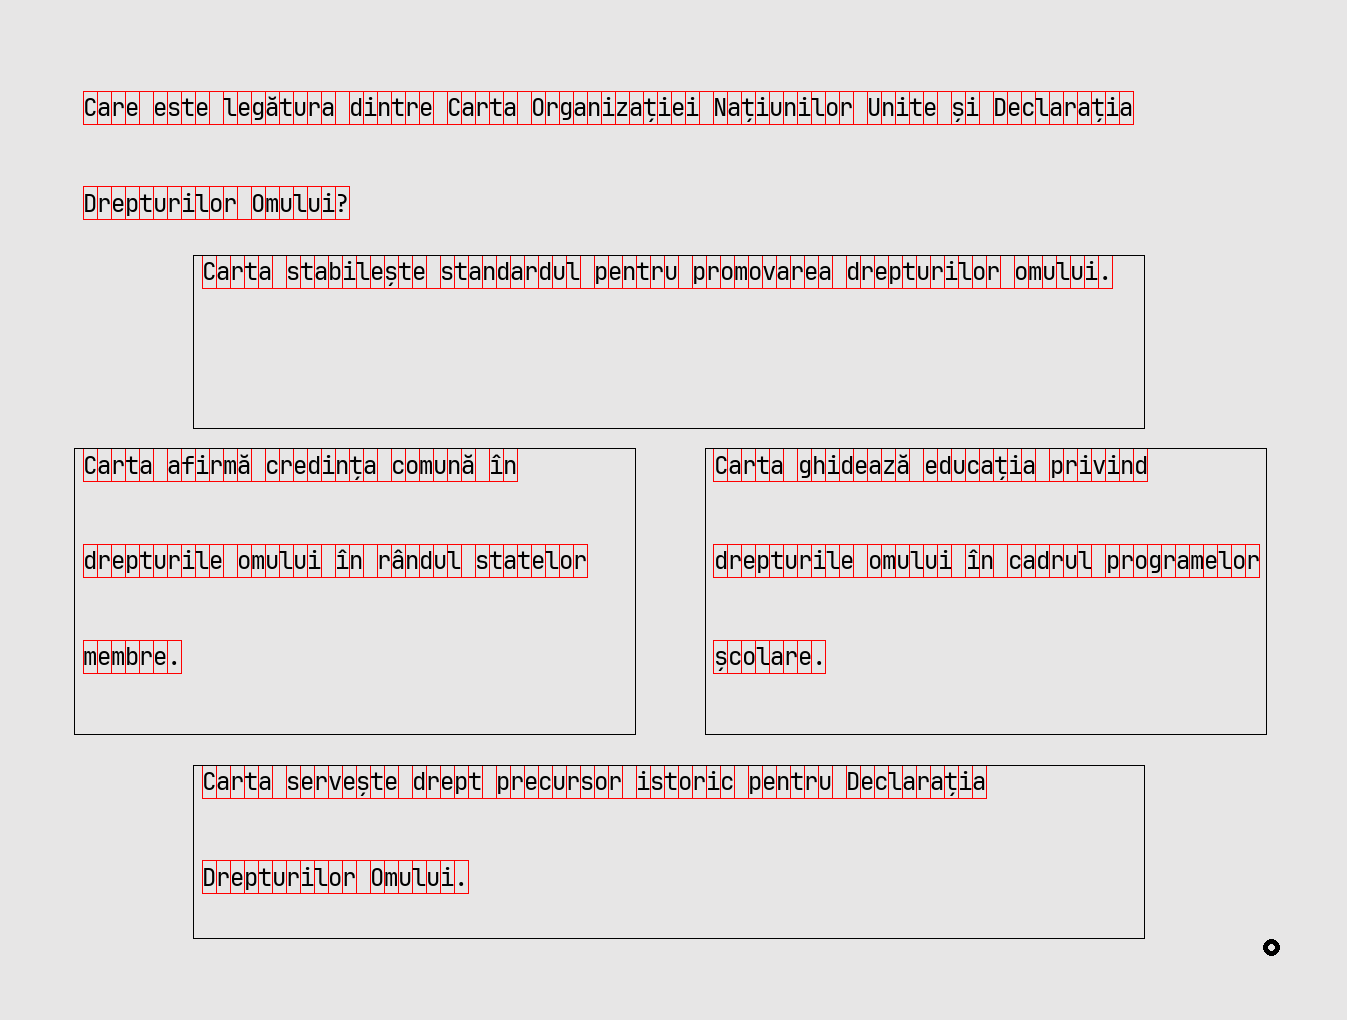 Care este legătura dintre Carta Organizației Națiunilor Unite și Declarația
Drepturilor Omului?
Carta stabilește standardul pentru promovarea drepturilor omului.
Carta afirmă credința comună în
drepturile omului în rândul statelor
membre.
Carta ghidează educația privind
drepturile omului în cadrul programelor
școlare.
Carta servește drept precursor istoric pentru Declarația
Drepturilor Omului.